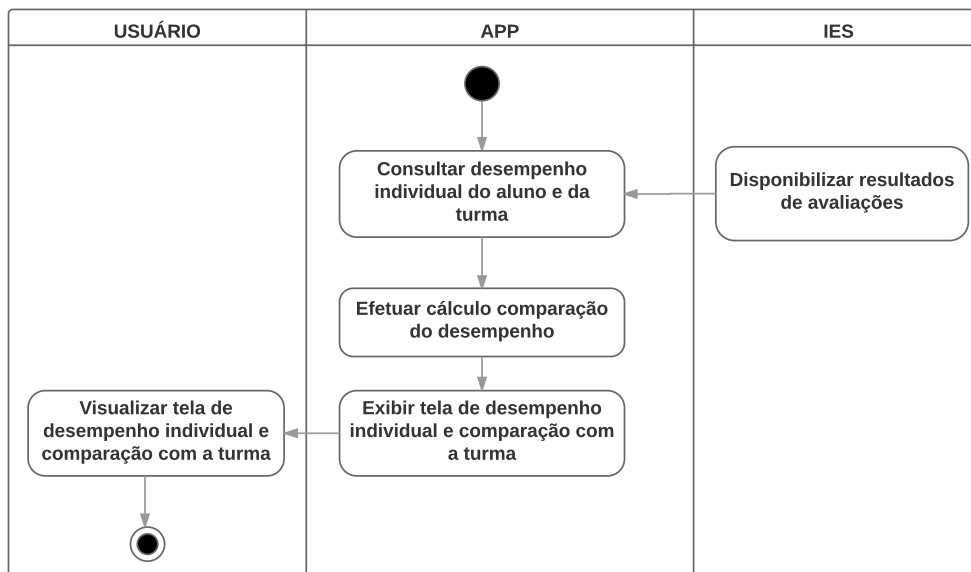 USUÁRIO
APP
IES
Consultar desempenho
individual do aluno e da
turma
Disponibilizar resultados
de avaliações
Efetuar cálculo comparação
do desempenho
Visualizar tela de
desempenho individual e
comparação com a turma
Exibir tela de desempenho
individual e comparação com
a turma